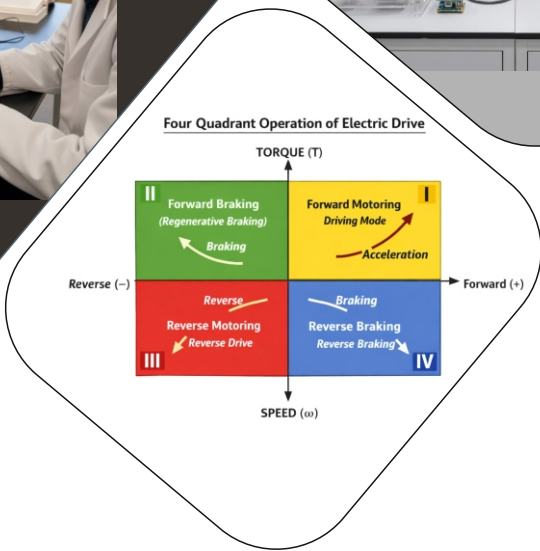 Four Quadrant Operation of Electric Drive
TORQUE (T)
II
Forward Braking
(Regenerative Braking)
Braking
I
Forward Motoring
Driving Mode
Acceleration
Reverse (−)
Forward (+)
Reverse
Reverse Motoring
Reverse Drive
III
Braking
Reverse Braking
Reverse Braking
IV
SPEED (ω)